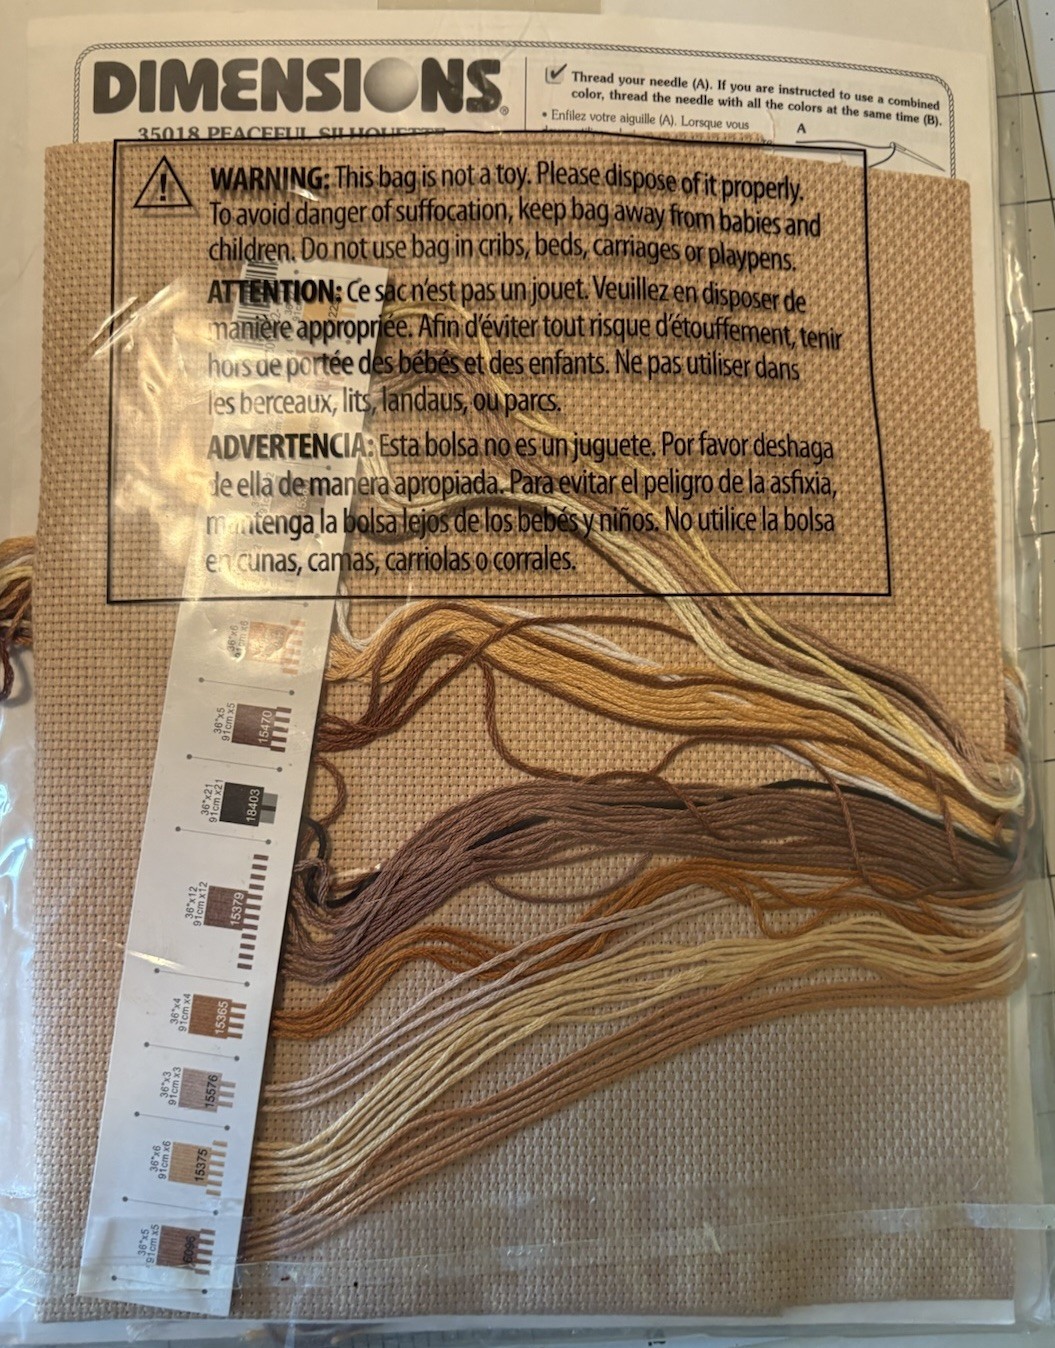 DIMENSIONS®
35018 PEACEFUL SILHOUETTE
Thread your needle (A). If you are instructed to use a combined
color, thread the needle with all the colors at the same time (B).
• Enfilez votre aiguille (A). Lorsque vous
A
WARNING: This bag is not a toy. Please dispose of it properly.
To avoid danger of suffocation, keep bag away from babies and
children. Do not use bag in cribs, beds, carriages or playpens.
ATTENTION: Ce sac n'est pas un jouet. Veuillez en disposer de
manière appropriée. Afin d'éviter tout risque d'étouffement, tenir
hors de portée des bébés et des enfants. Ne pas utiliser dans
les berceaux, lits, landaus, ou parcs.
ADVERTENCIA: Esta bolsa no es un juguete. Por favor deshaga
de ella de manera apropiada. Para evitar el peligro de la asfixia,
mantenga la bolsa lejos de los bebés y niños. No utilice la bolsa
en cunas, camas, carriolas o corrales.
36"x6
91cm x6
36"x5
91cm x5
15470
36"x21
91cm x21
18403
36"x12
91cm x12
15379
36"x4
91cm x4
15365
36"x3
91cm x3
15576
36"x6
91cm x6
15375
36"x5
91cm x5